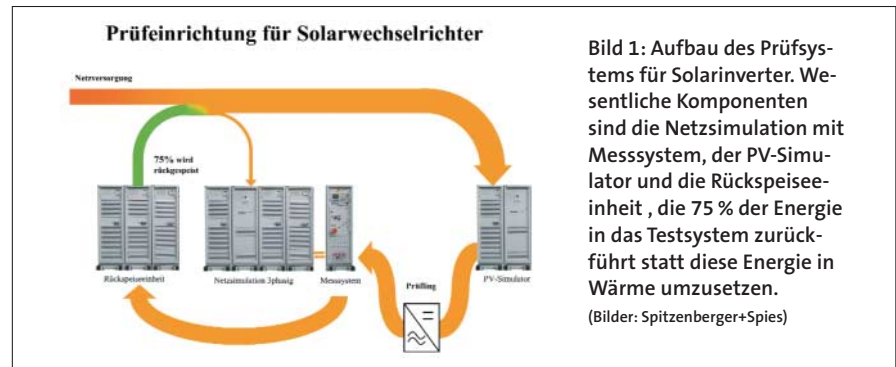 Prüfeinrichtung für Solarwechselrichter
Netzversorgung
75% wird
rückgespeist
Rückspeiseeinheit
Netzsimulation 3phasig
Messsystem
Prüfling
PV-Simulator
Bild 1: Aufbau des Prüfsys-
tems für Solarinverter. We-
sentliche Komponenten
sind die Netzsimulation mit
Messsystem, der PV-Simu-
lator und die Rückspeiseе-
inheit , die 75 % der Energie
in das Testsystem zurück-
führt statt diese Energie in
Wärme umzusetzen.
(Bilder: Spitzenberger+Spies)